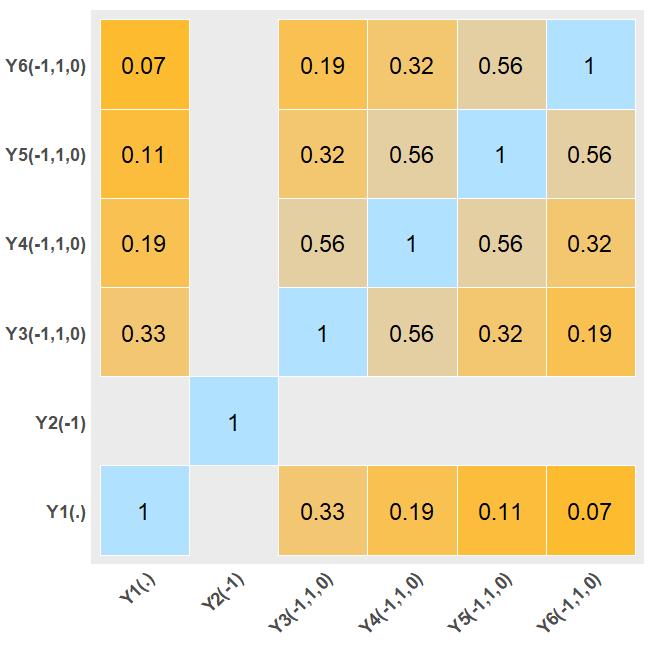 Y6(-1,1,0) 0.07 0.19 0.32 0.56 1
Y5(-1,1,0) 0.11 0.32 0.56 1 0.56
Y4(-1,1,0) 0.19 0.56 1 0.56 0.32
Y3(-1,1,0) 0.33 1 0.56 0.32 0.19
Y2(-1) 1
Y1(.) 1 0.33 0.19 0.11 0.07
Y1(.) Y2(-1) Y3(-1,1,0) Y4(-1,1,0) Y5(-1,1,0) Y6(-1,1,0)